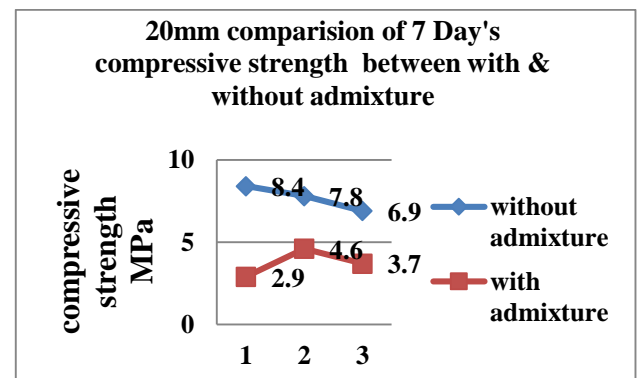 20mm comparision of 7 Day's
compressive strength between with &
without admixture
compressive
strength
MPa
10
5
0
8.4
7.8
6.9
2.9
4.6
3.7
1 2 3
without
admixture
with
admixture